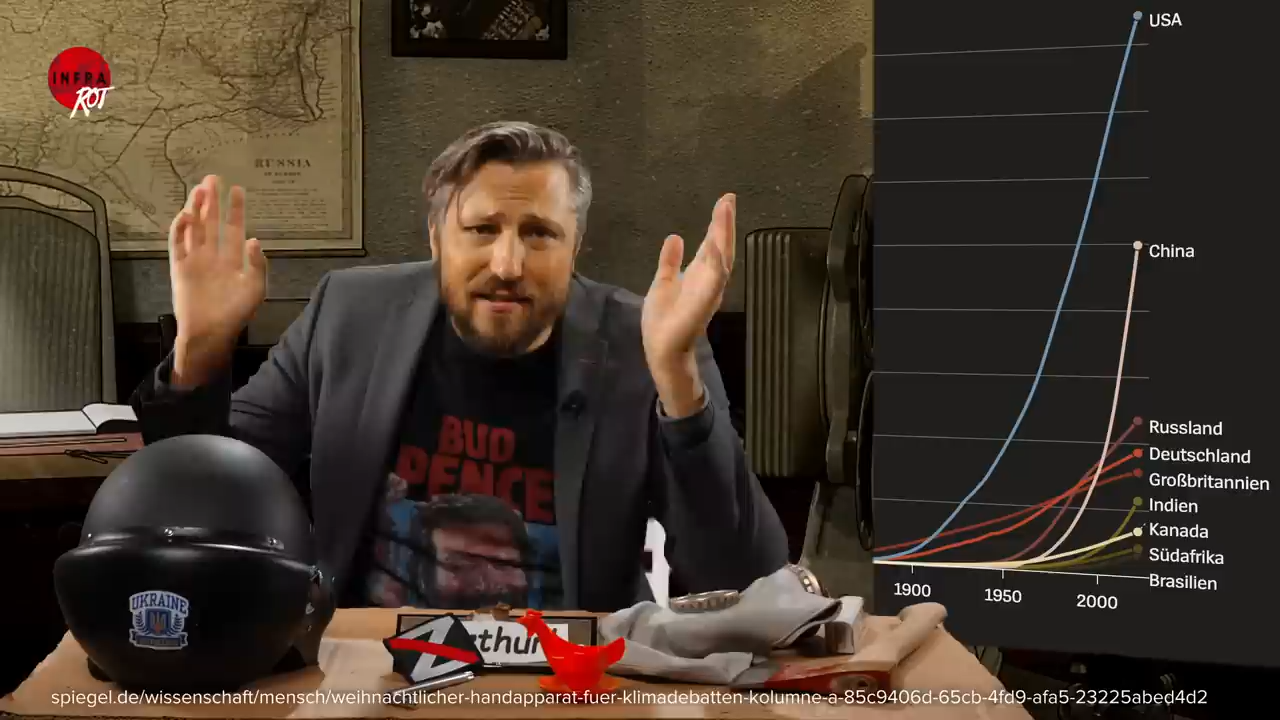 INFRA
ROT
RUSSIA
USA
China
Russland
Deutschland
Großbritannien
Indien
Kanada
Südafrika
Brasilien
1900
1950
2000
BUD
UKRAINE
spiegel.de/wissenschaft/mensch/weihnachtlicher-handapparat-fuer-klimadebatten-kolumne-a-85c9406d-65cb-4fd9-afa5-23225abed4d2